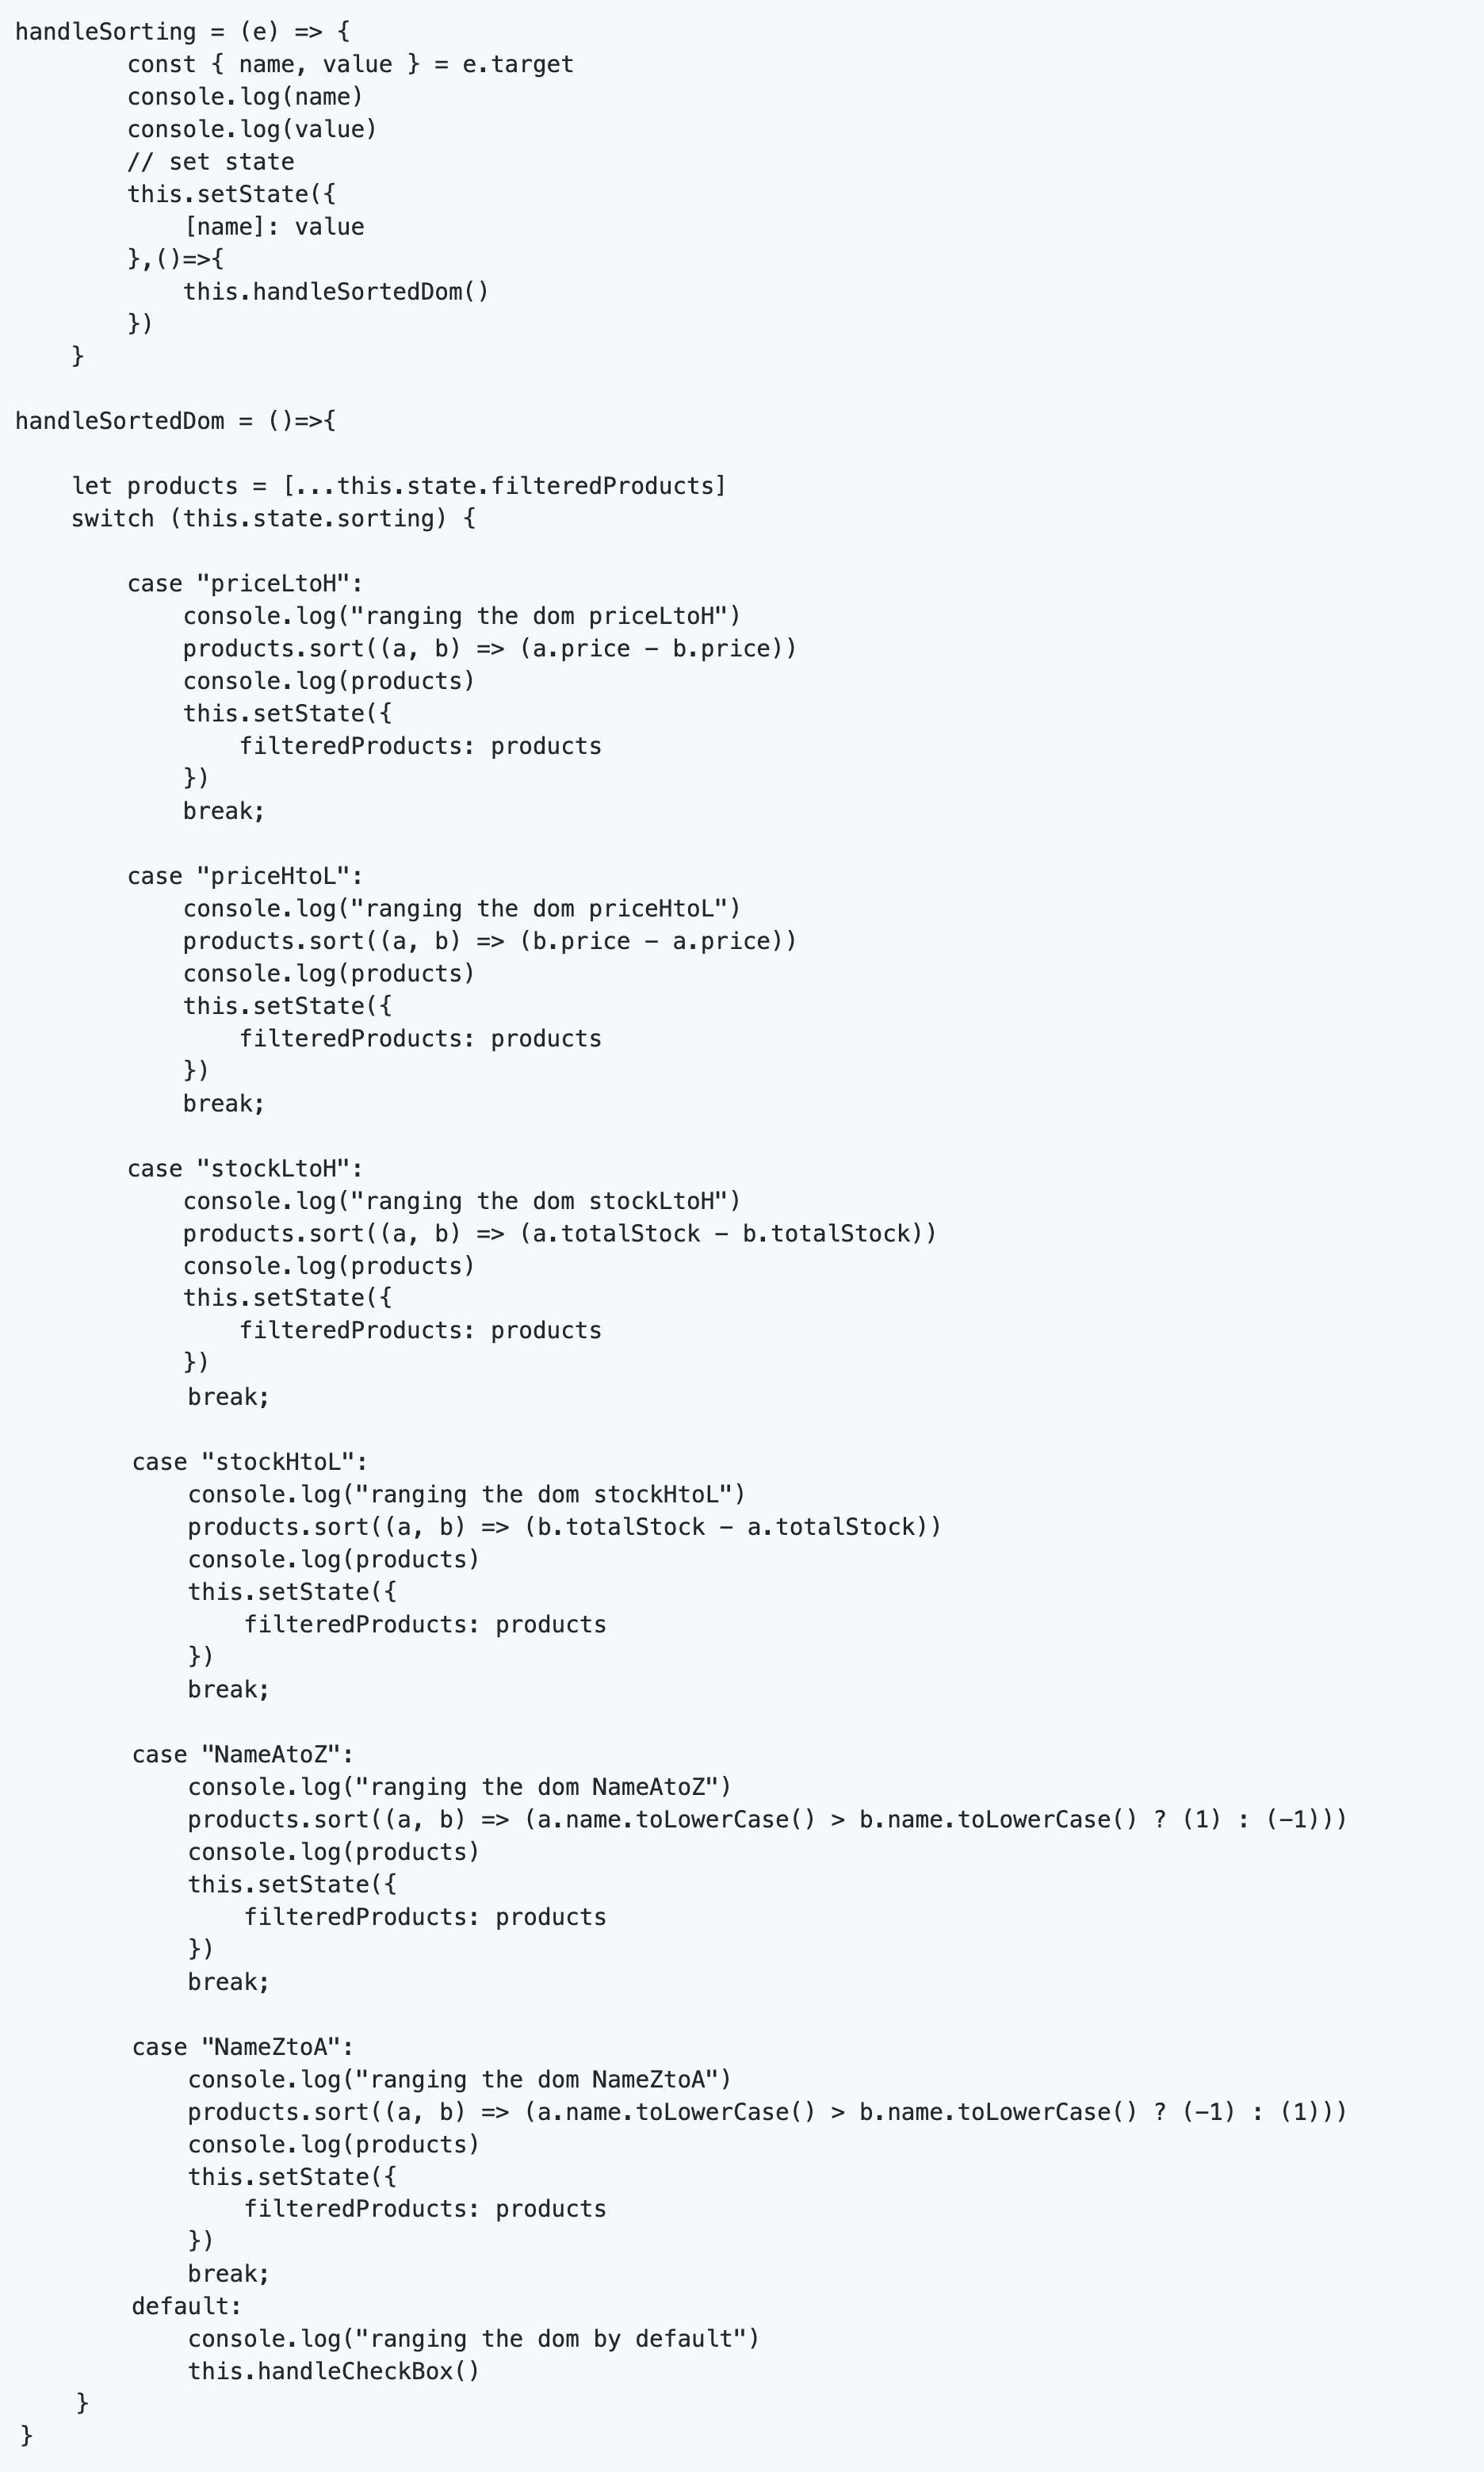 handleSorting = (e) => {
        const { name, value } = e.target
        console.log(name)
        console.log(value)
        // set state
        this.setState({
            [name]: value
        },()=>{
            this.handleSortedDom()
        })
    }

handleSortedDom = ()=>{

    let products = [...this.state.filteredProducts]
    switch (this.state.sorting) {

        case "priceLtoH":
            console.log("ranging the dom priceLtoH")
            products.sort((a, b) => (a.price - b.price))
            console.log(products)
            this.setState({
                filteredProducts: products
            })
            break;

        case "priceHtoL":
            console.log("ranging the dom priceHtoL")
            products.sort((a, b) => (b.price - a.price))
            console.log(products)
            this.setState({
                filteredProducts: products
            })
            break;

        case "stockLtoH":
            console.log("ranging the dom stockLtoH")
            products.sort((a, b) => (a.totalStock - b.totalStock))
            console.log(products)
            this.setState({
                filteredProducts: products
            })
            break;

        case "stockHtoL":
            console.log("ranging the dom stockHtoL")
            products.sort((a, b) => (b.totalStock - a.totalStock))
            console.log(products)
            this.setState({
                filteredProducts: products
            })
            break;

        case "NameAtoZ":
            console.log("ranging the dom NameAtoZ")
            products.sort((a, b) => (a.name.toLowerCase() > b.name.toLowerCase() ? (1) : (-1)))
            console.log(products)
            this.setState({
                filteredProducts: products
            })
            break;

        case "NameZtoA":
            console.log("ranging the dom NameZtoA")
            products.sort((a, b) => (a.name.toLowerCase() > b.name.toLowerCase() ? (-1) : (1)))
            console.log(products)
            this.setState({
                filteredProducts: products
            })
            break;
        default:
            console.log("ranging the dom by default")
            this.handleCheckBox()
    }
}